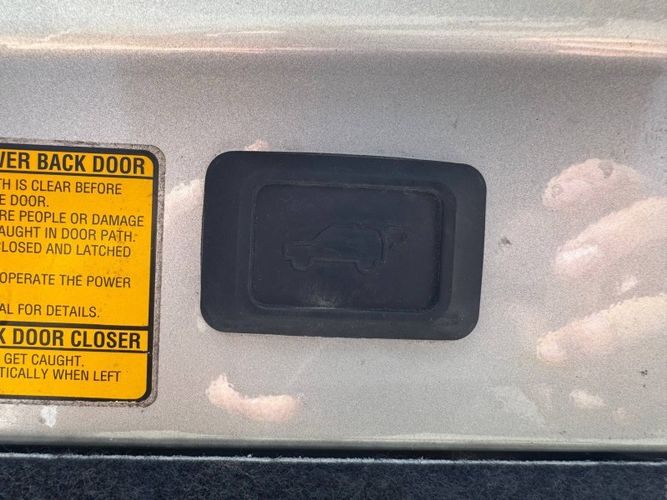 WER BACK DOOR
TH IS CLEAR BEFORE
E DOOR.
RE PEOPLE OR DAMAGE
AUGHT IN DOOR PATH.
LOSED AND LATCHED
OPERATE THE POWER
AL FOR DETAILS.
K DOOR CLOSER
GET CAUGHT.
TICALLY WHEN LEFT